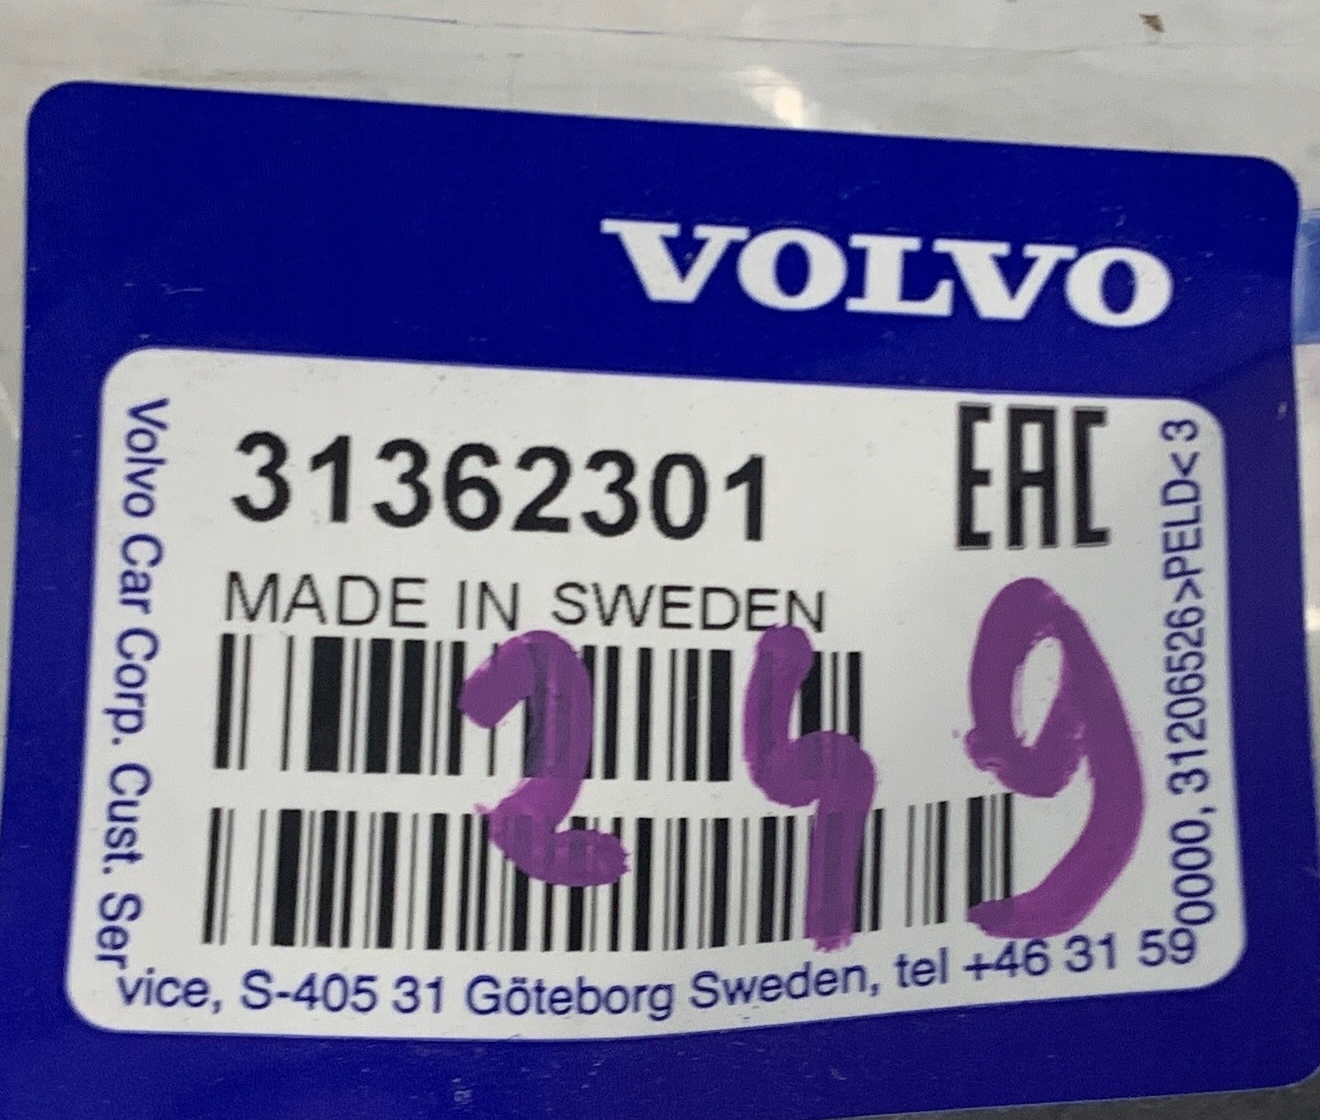 VOLVO
31362301
EAC
MADE IN SWEDEN
249
Volvo Car Corp. Cust. Service, S-405 31 Göteborg Sweden, tel +46 31 590000, 31206526>PELD< 3